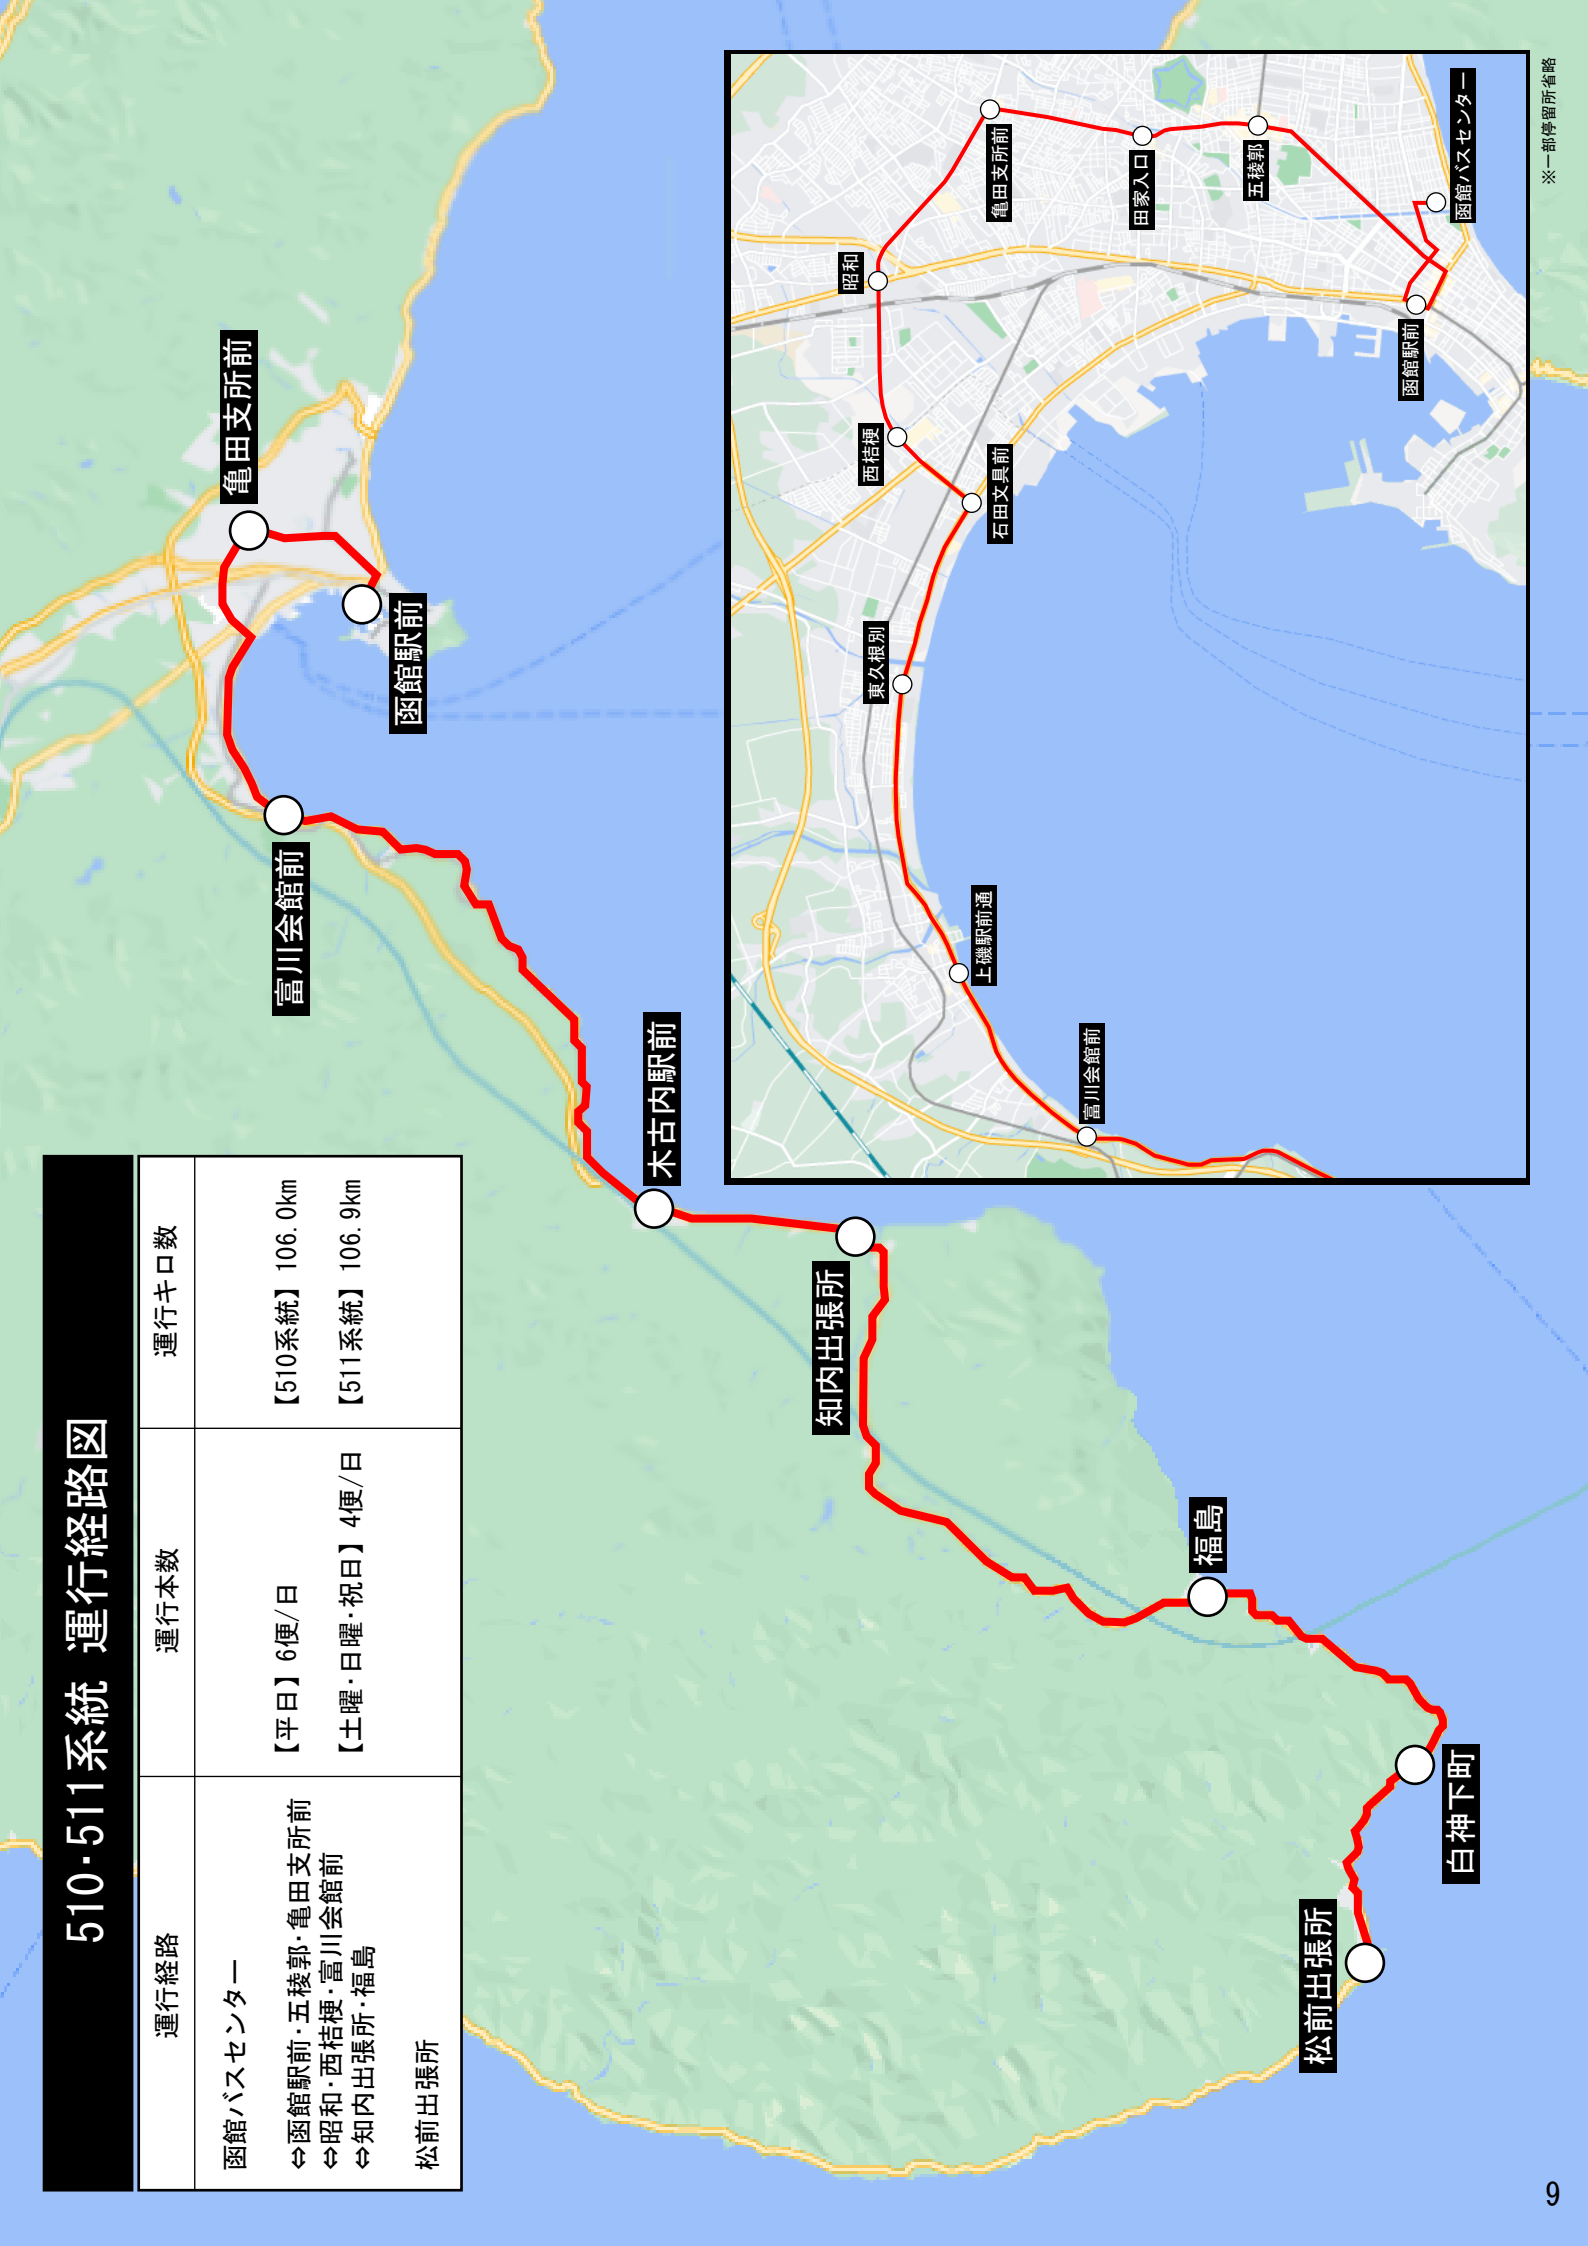 510･511系統 運行経路図
運行経路
運行本数
運行キロ数
函館バスセンター
⇔函館駅前･五稜郭･亀田支所前
⇔昭和･西桔梗･富川会館前
⇔知内出張所･福島
松前出張所
【平日】6便/日
【土曜･日曜･祝日】4便/日
【510系統】106.0km
【511系統】106.9km
亀田支所前
函館駅前
富川会館前
木古内駅前
知内出張所
福島
白神下町
松前出張所
亀田支所前
田家入口
五稜郭
函館バスセンター
函館駅前
昭和
西桔梗
石田文具前
東久根別
上磯駅前通
富川会館前
※一部停留所省略
9